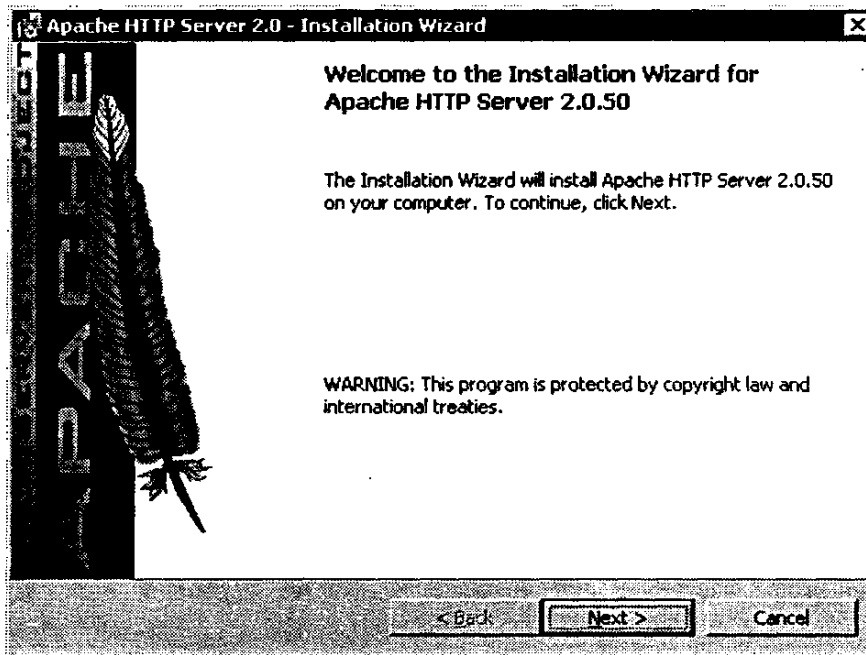 Apache HTTP Server 2.0 - Installation Wizard
Welcome to the Installation Wizard for
Apache HTTP Server 2.0.50
The Installation Wizard will install Apache HTTP Server 2.0.50
on your computer. To continue, click Next.
WARNING: This program is protected by copyright law and
international treaties.
APACHE
< Back
Next >
Cancel